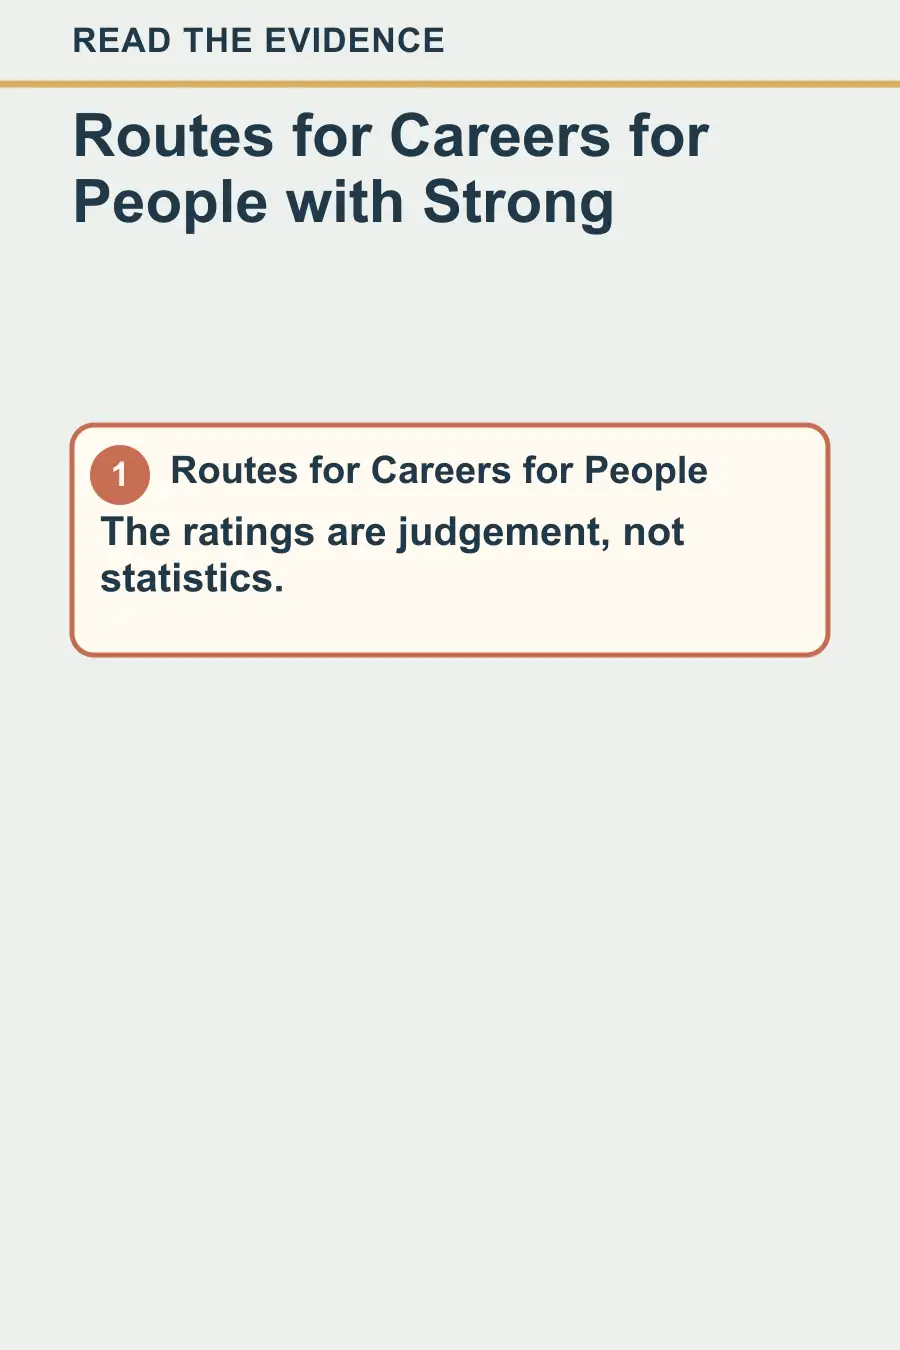 READ THE EVIDENCE
Routes for Careers for
People with Strong
1 Routes for Careers for People
The ratings are judgement, not
statistics.